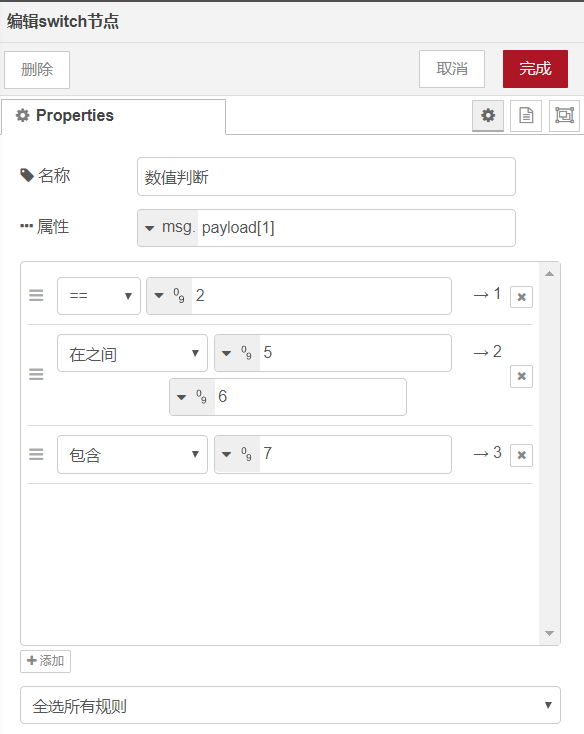 编辑switch节点
删除 取消 完成
Properties
名称 数值判断
属性 msg. payload[1]
== 2 → 1
在之间 5 → 2
6
包含 7 → 3
添加
全选所有规则